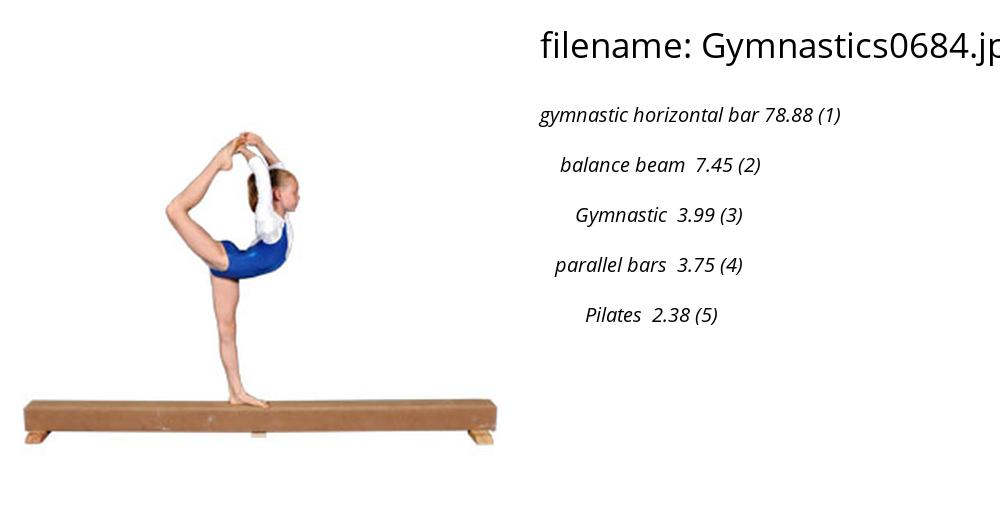 filename: Gymnastics0684.jp
gymnastic horizontal bar 78.88 (1)
balance beam 7.45 (2)
Gymnastic 3.99 (3)
parallel bars 3.75 (4)
Pilates 2.38 (5)